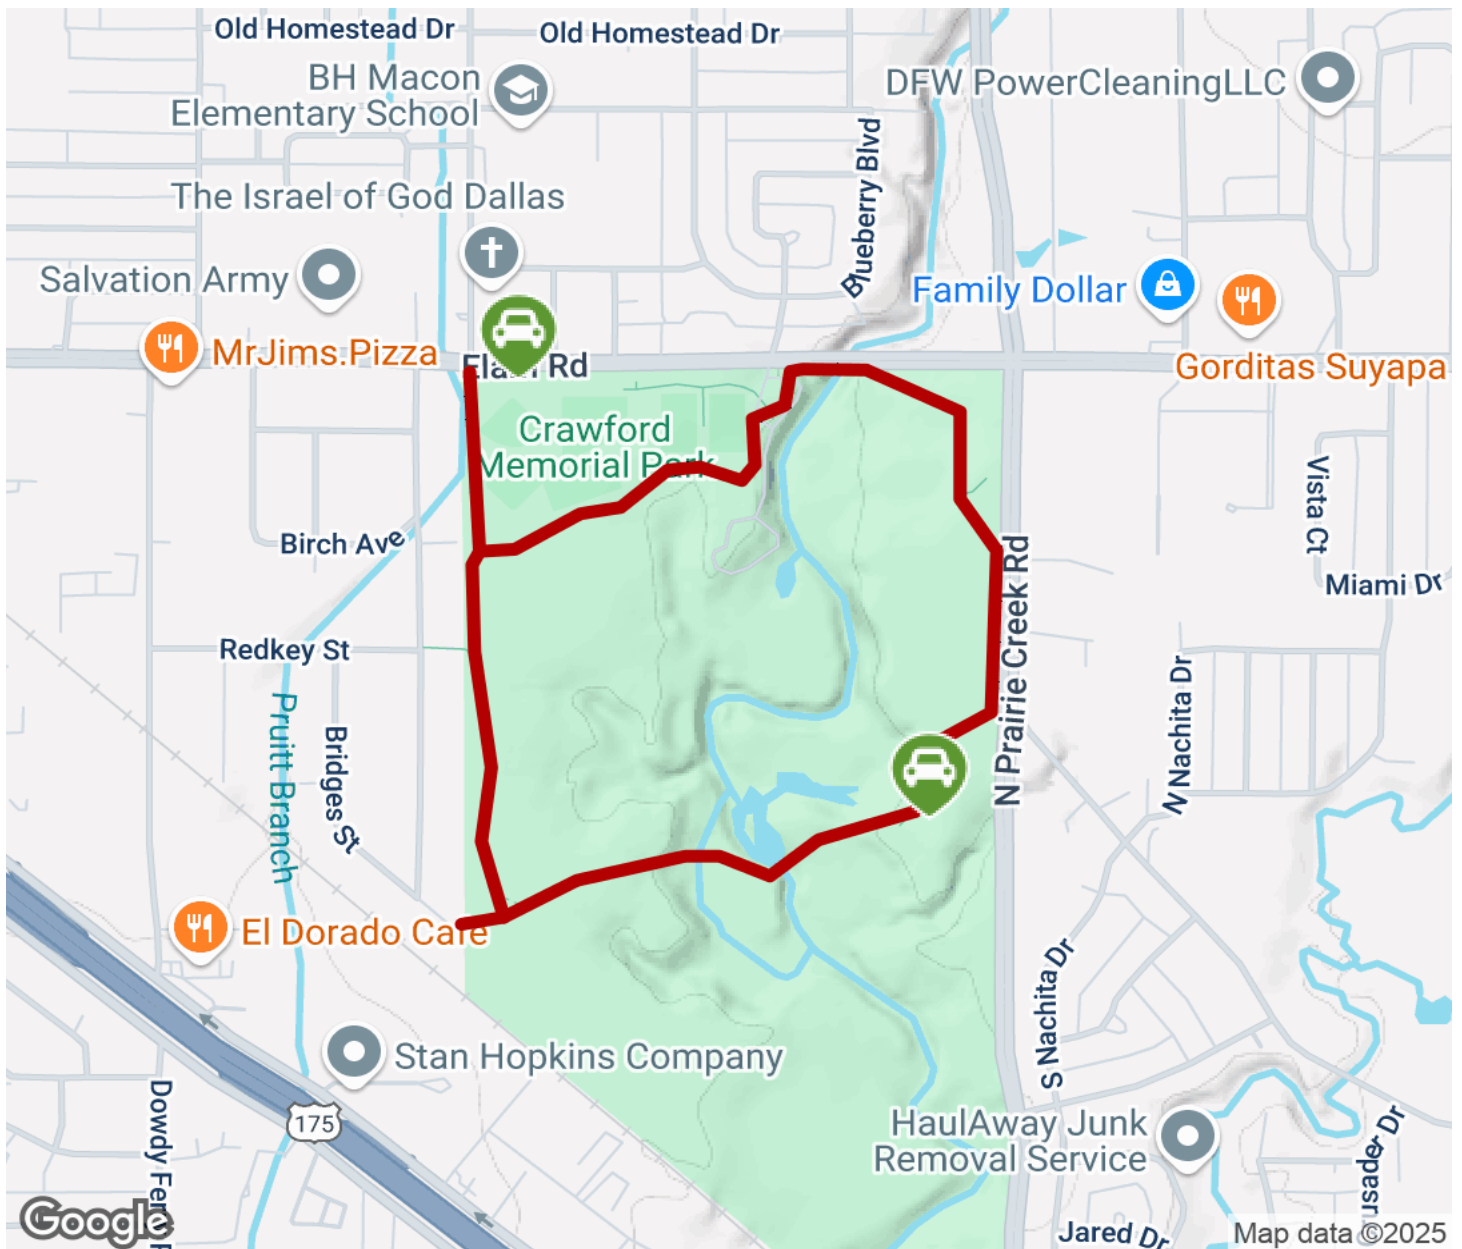 Old Homestead Dr
Old Homestead Dr
BH Macon
Elementary School
DFW PowerCleaningLLC
Blueberry Blvd
The Israel of God Dallas
Salvation Army
Family Dollar
MrJims.Pizza
Elam Rd
Gorditas Suyapa
Crawford
Memorial Park
Vista Ct
Birch Ave
Miami Dr
N Prairie Creek Rd
Redkey St
N Nachita Dr
Pruitt Branch
Bridges St
El Dorado Cafe
S Nachita Dr
Stan Hopkins Company
175
Dowdy Ferry
HaulAway Junk
Removal Service
Jared Dr
Google
Map data ©2025